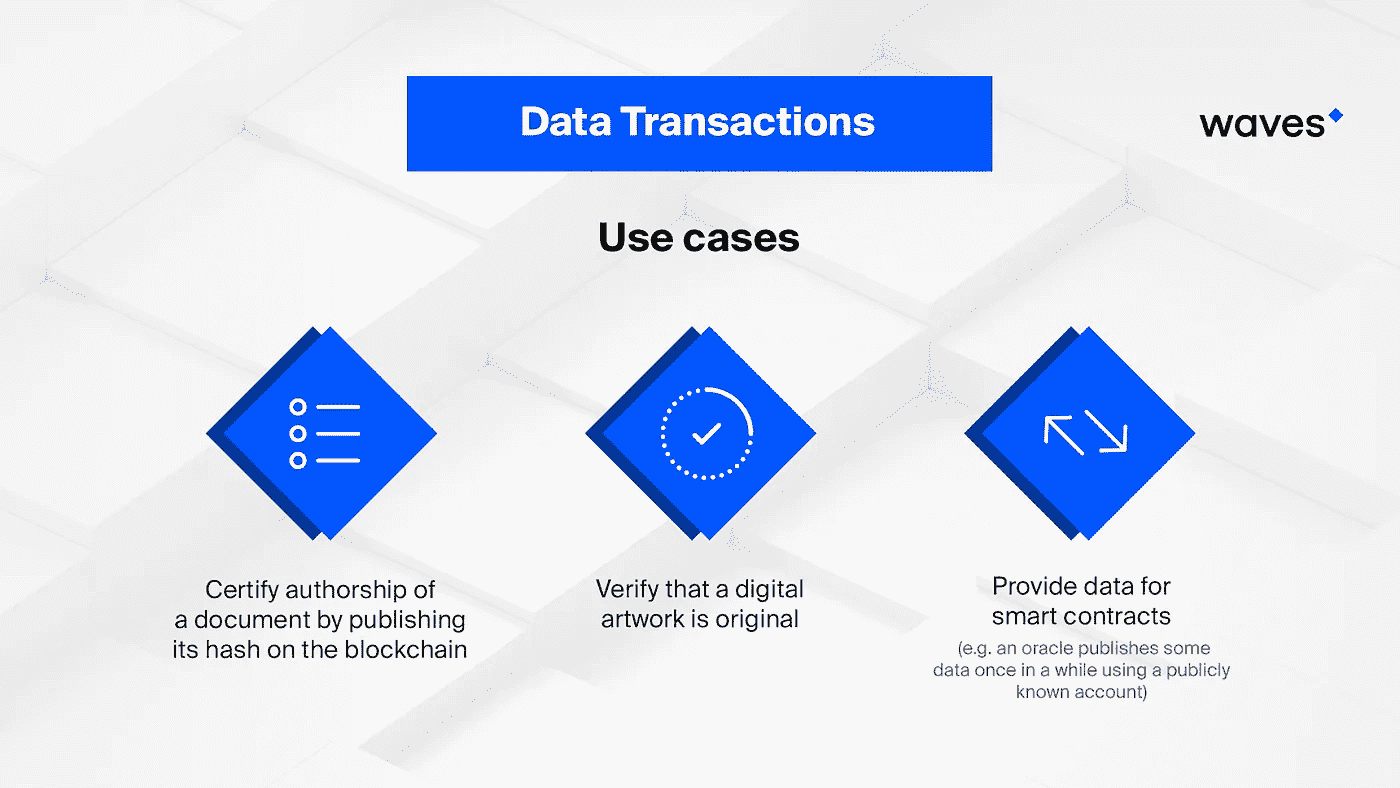 Data Transactions
waves
Use cases
Certify authorship of
a document by publishing
its hash on the blockchain
Verify that a digital
artwork is original
Provide data for
smart contracts
(e.g. an oracle publishes some
data once in a while using a publicly
known account)